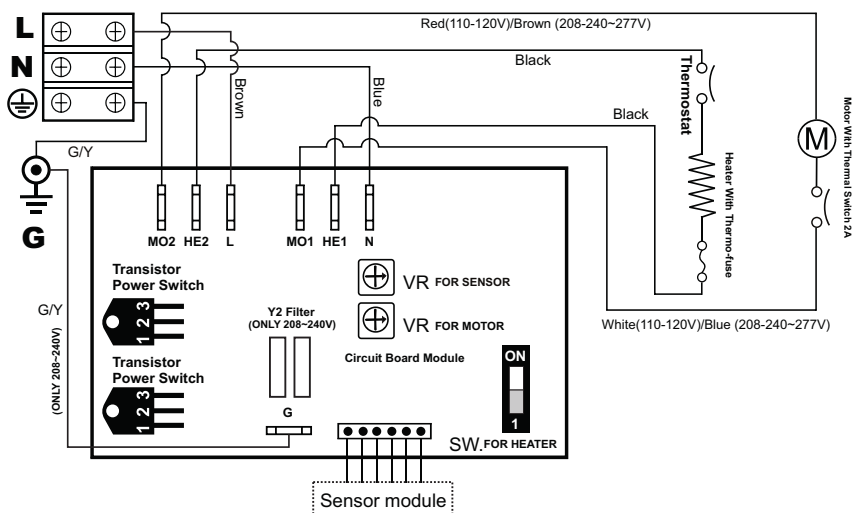 L
N
G
G/Y
Brown
Blue
Red(110-120V)/Brown (208-240~277V)
Black
Black
Thermostat
Heater With Thermo-fuse
M
Motor With Thermal Switch 2A
White(110-120V)/Blue (208-240~277V)
MO2 HE2 L MO1 HE1 N
Transistor
Power Switch
1 2 3
Transistor
Power Switch
1 2 3
G/Y
(ONLY 208~240V)
Y2 Filter
(ONLY 208~240V)
G
VR FOR SENSOR
VR FOR MOTOR
Circuit Board Module
ON
1
SW.FOR HEATER
Sensor module